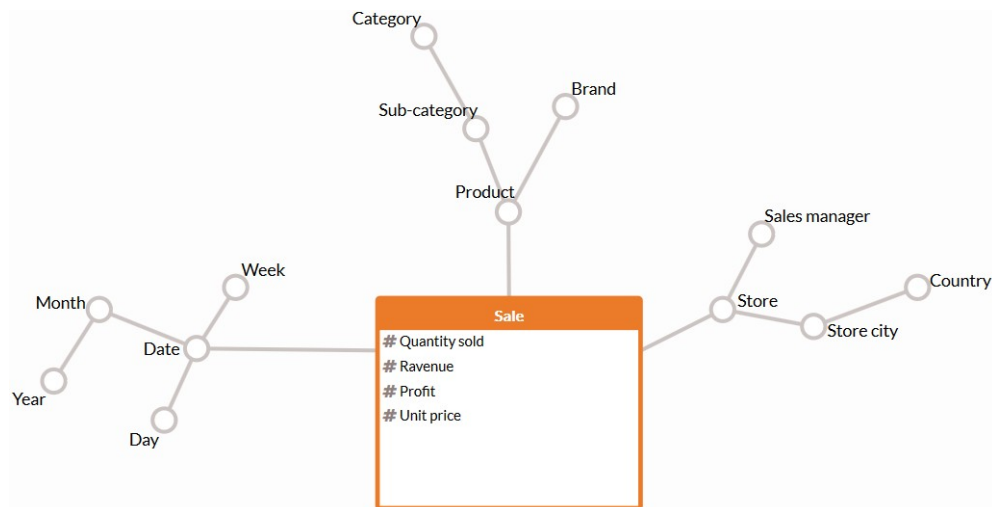 Category
Brand
Sub-category
Product
Sales manager
Week
Country
Month
Store
Store city
Date
Year
Day
Sale
# Quantity sold
# Ravenue
# Profit
# Unit price